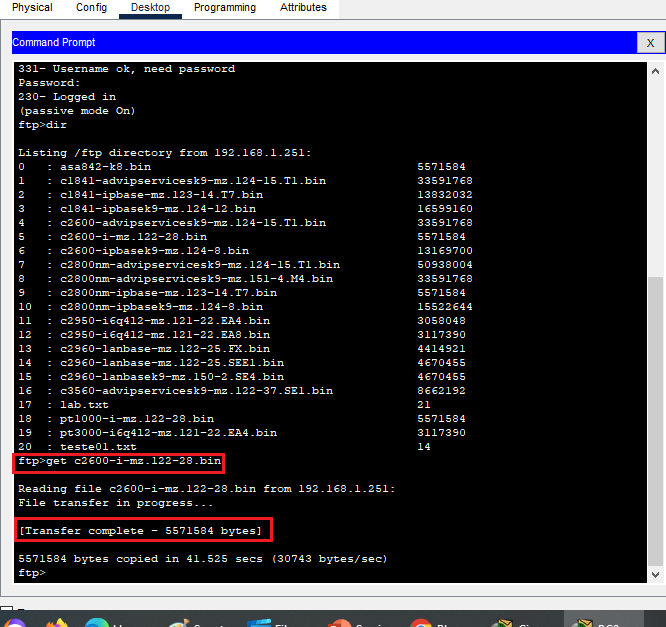 Physical Config Desktop Programming Attributes
Command Prompt X
331- Username ok, need password
Password:
230- Logged in
(passive mode On)
ftp>dir
Listing /ftp directory from 192.168.1.251:
0 : asa842-k8.bin 5571584
1 : c1841-advipservicesk9-mz.124-15.T1.bin 33591768
2 : c1841-ipbase-mz.123-14.T7.bin 13832032
3 : c1841-ipbasek9-mz.124-12.bin 16599160
4 : c2600-advipservicesk9-mz.124-15.T1.bin 33591768
5 : c2600-i-mz.122-28.bin 5571584
6 : c2600-ipbasek9-mz.124-8.bin 13169700
7 : c2800nm-advipservicesk9-mz.124-15.T1.bin 50938004
8 : c2800nm-advipservicesk9-mz.151-4.M4.bin 33591768
9 : c2800nm-ipbase-mz.123-14.T7.bin 5571584
10 : c2800nm-ipbasek9-mz.124-8.bin 15522644
11 : c2950-i6q4l2-mz.121-22.EA4.bin 3058048
12 : c2950-i6q4l2-mz.121-22.EA8.bin 3117390
13 : c2960-lanbase-mz.122-25.FX.bin 4414921
14 : c2960-lanbase-mz.122-25.SEE1.bin 4670455
15 : c2960-lanbasek9-mz.150-2.SE4.bin 4670455
16 : c3560-advipservicesk9-mz.122-37.SE1.bin 8662192
17 : lab.txt 21
18 : pt1000-i-mz.122-28.bin 5571584
19 : pt3000-i6q4l2-mz.121-22.EA4.bin 3117390
20 : teste01.txt 14
ftp>get c2600-i-mz.122-28.bin
Reading file c2600-i-mz.122-28.bin from 192.168.1.251:
File transfer in progress...
[Transfer complete - 5571584 bytes]
5571584 bytes copied in 41.525 secs (30743 bytes/sec)
ftp>